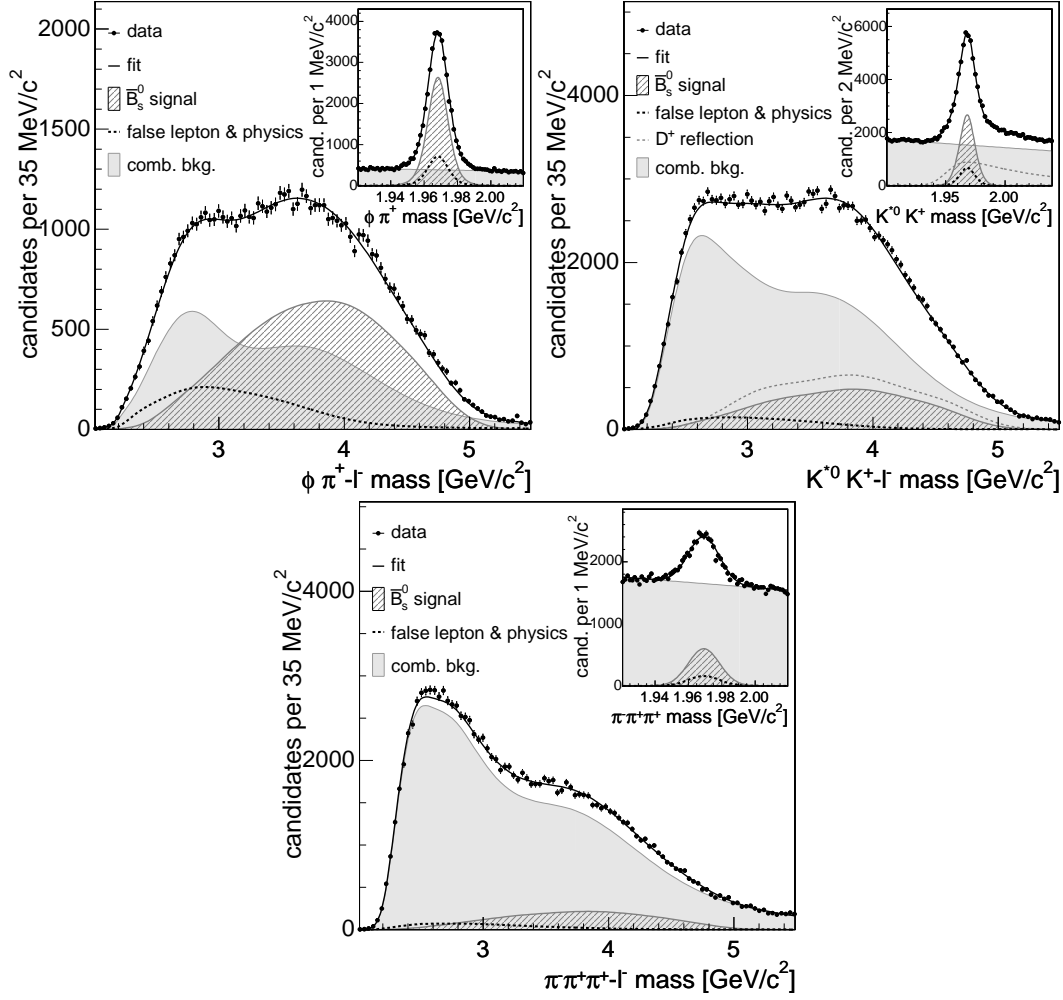 candidates per 35 MeV/c²
2000
1500
1000
500
0
data
fit
B̅⁰ₛ signal
false lepton & physics
comb. bkg.
cand. per 1 MeV/c²
4000
3000
2000
1000
0
1.94 1.96 1.98 2.00
ϕ π⁺ mass [GeV/c²]
3 4 5
ϕ π⁺-l⁻ mass [GeV/c²]
candidates per 35 MeV/c²
4000
2000
0
data
fit
B̅⁰ₛ signal
false lepton & physics
D⁺ reflection
comb. bkg.
cand. per 2 MeV/c²
6000
4000
2000
0
1.95 2.00
K*⁰ K⁺ mass [GeV/c²]
3 4 5
K*⁰ K⁺-l⁻ mass [GeV/c²]
candidates per 35 MeV/c²
4000
2000
0
data
fit
B̅⁰ₛ signal
false lepton & physics
comb. bkg.
cand. per 1 MeV/c²
2000
1000
0
1.94 1.96 1.98 2.00
π⁻π⁺π⁺ mass [GeV/c²]
3 4 5
π⁻π⁺π⁺-l⁻ mass [GeV/c²]